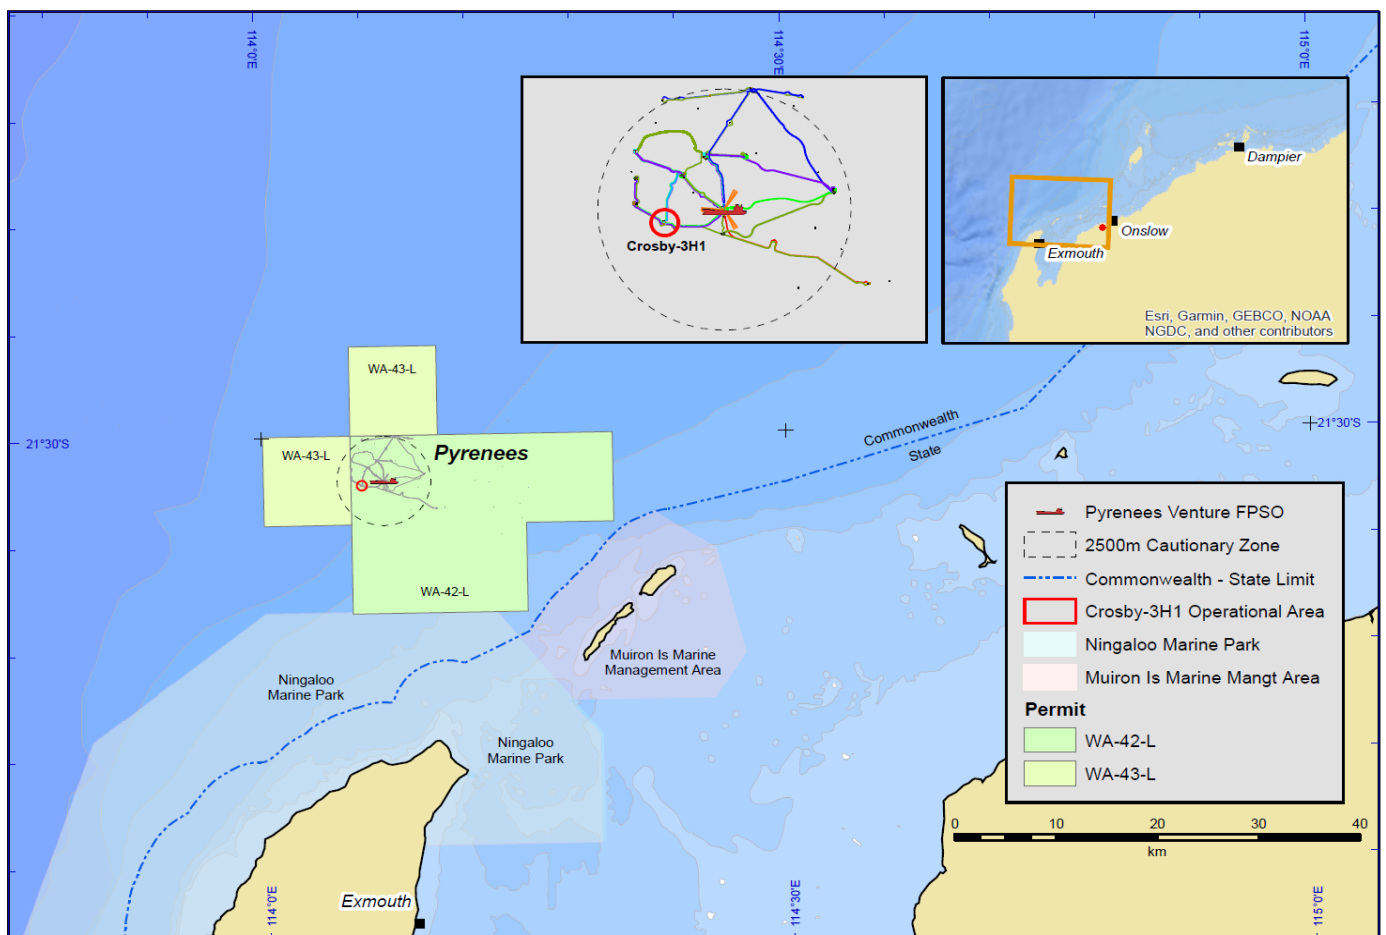 114°0'E
114°30'E
115°0'E
Crosby-3H1
Dampier
Onslow
Exmouth
Esri, Garmin, GEBCO, NOAA
NGDC, and other contributors
WA-43-L
21°30'S
WA-43-L
Pyrenees
Commonwealth
State
21°30'S
WA-42-L
Muiron Is Marine
Management Area
Ningaloo
Marine Park
Ningaloo
Marine Park
Exmouth
Pyrenees Venture FPSO
2500m Cautionary Zone
Commonwealth - State Limit
Crosby-3H1 Operational Area
Ningaloo Marine Park
Muiron Is Marine Mangt Area
Permit
WA-42-L
WA-43-L
0 10 20 30 40
km
114°0'E
114°30'E
115°0'E